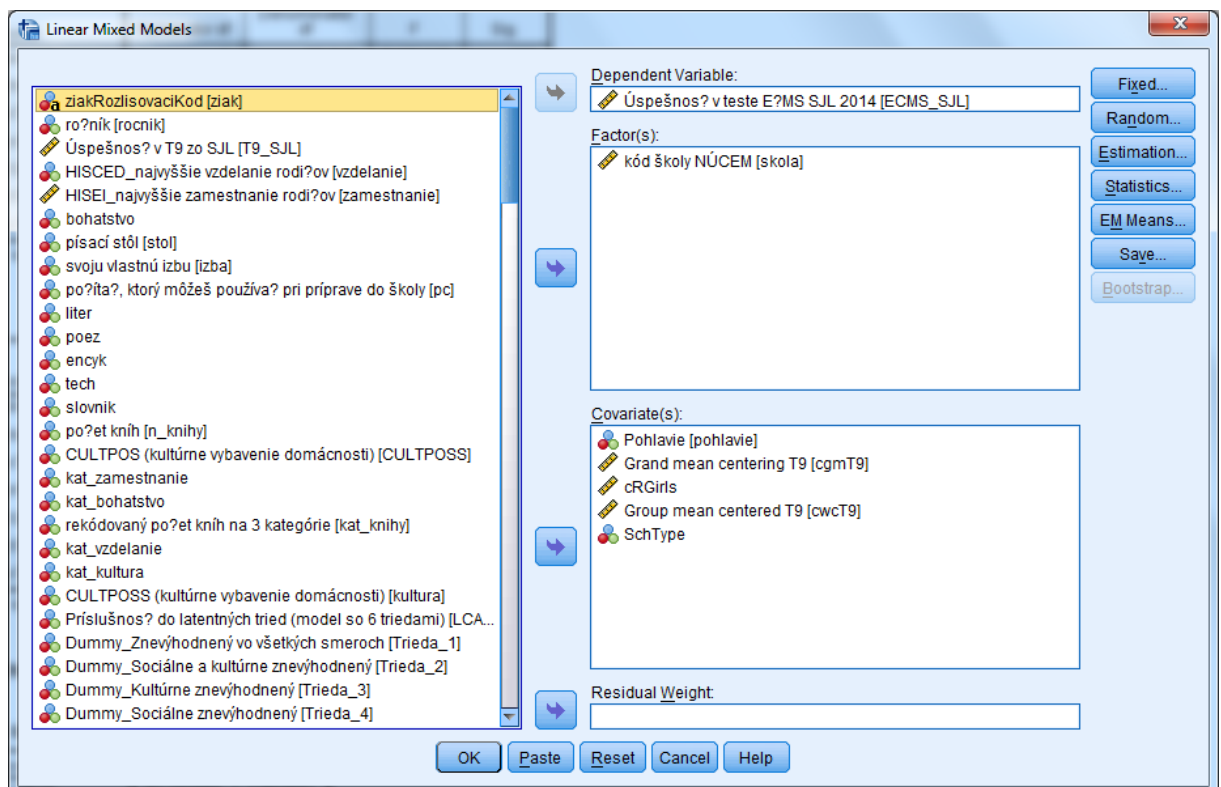 Linear Mixed Models
ziakRozlisovaciKod [ziak]
ro?ník [rocnik]
Úspešnos? v T9 zo SJL [T9_SJL]
HISCED_najvyššie vzdelanie rodi?ov [vzdelanie]
HISEI_najvyššie zamestnanie rodi?ov [zamestnanie]
bohatstvo
písací stôl [stol]
svoju vlastnú izbu [izba]
po?íta?, ktorý môžeš používa? pri príprave do školy [pc]
liter
poez
encyk
tech
slovnik
po?et kníh [n_knihy]
CULTPOS (kultúrne vybavenie domácnosti) [CULTPOSS]
kat_zamestnanie
kat_bohatstvo
rekódovaný po?et kníh na 3 kategórie [kat_knihy]
kat_vzdelanie
kat_kultura
CULTPOSS (kultúrne vybavenie domácnosti) [kultura]
Príslušnos? do latentných tried (model so 6 triedami) [LCA...
Dummy_Znevýhodnený vo všetkých smeroch [Trieda_1]
Dummy_Sociálne a kultúrne znevýhodnený [Trieda_2]
Dummy_Kultúrne znevýhodnený [Trieda_3]
Dummy_Sociálne znevýhodnený [Trieda_4]
Dependent Variable:
Úspešnos? v teste E?MS SJL 2014 [ECMS_SJL]
Factor(s):
kód školy NÚCEM [skola]
Covariate(s):
Pohlavie [pohlavie]
Grand mean centering T9 [cgmT9]
cRGirls
Group mean centered T9 [cwcT9]
SchType
Residual Weight:
Fixed...
Random...
Estimation...
Statistics...
EM Means...
Save...
Bootstrap...
OK
Paste
Reset
Cancel
Help